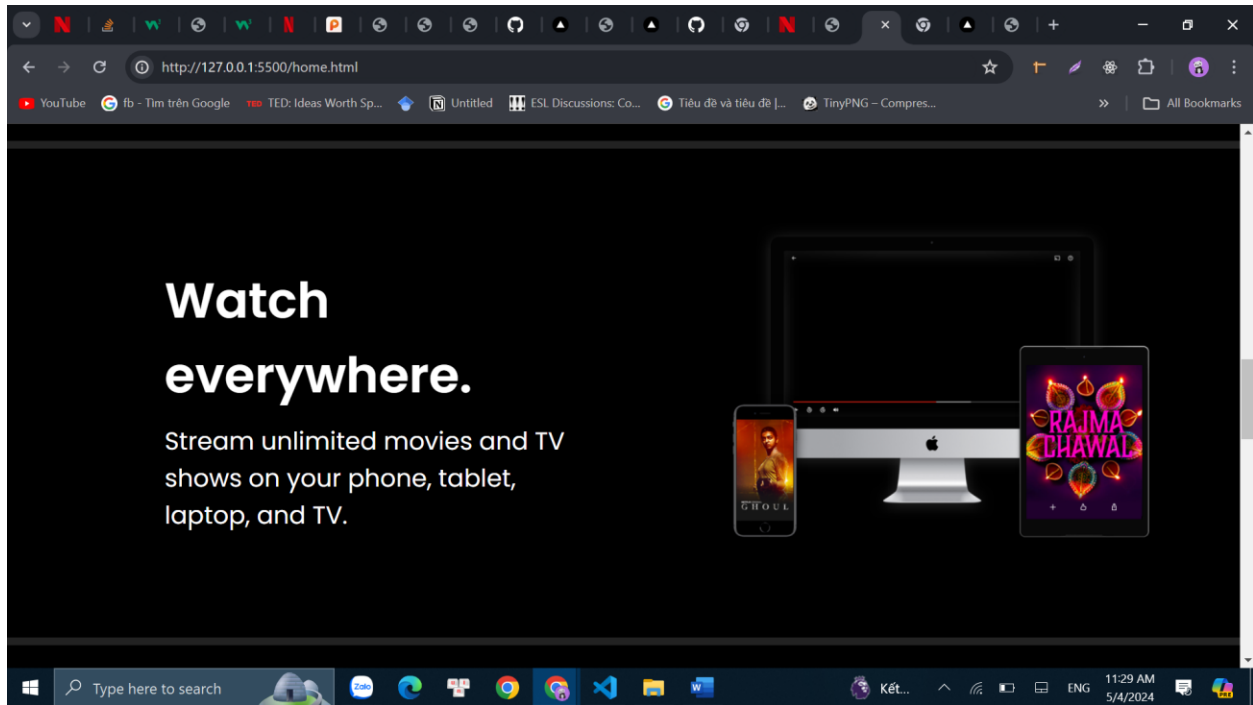 http://127.0.0.1:5500/home.html
YouTube
fb - Tìm trên Google
TED
TED: Ideas Worth Sp...
Untitled
ESL Discussions: Co...
Tiêu đề và tiêu đề |...
TinyPNG – Compres...
»
All Bookmarks
Watch
everywhere.
Stream unlimited movies and TV
shows on your phone, tablet,
laptop, and TV.
RAJMA
CHAWAL
GHOUL
Type here to search
Zalo
Kết...
ENG
11:29 AM
5/4/2024
PRE